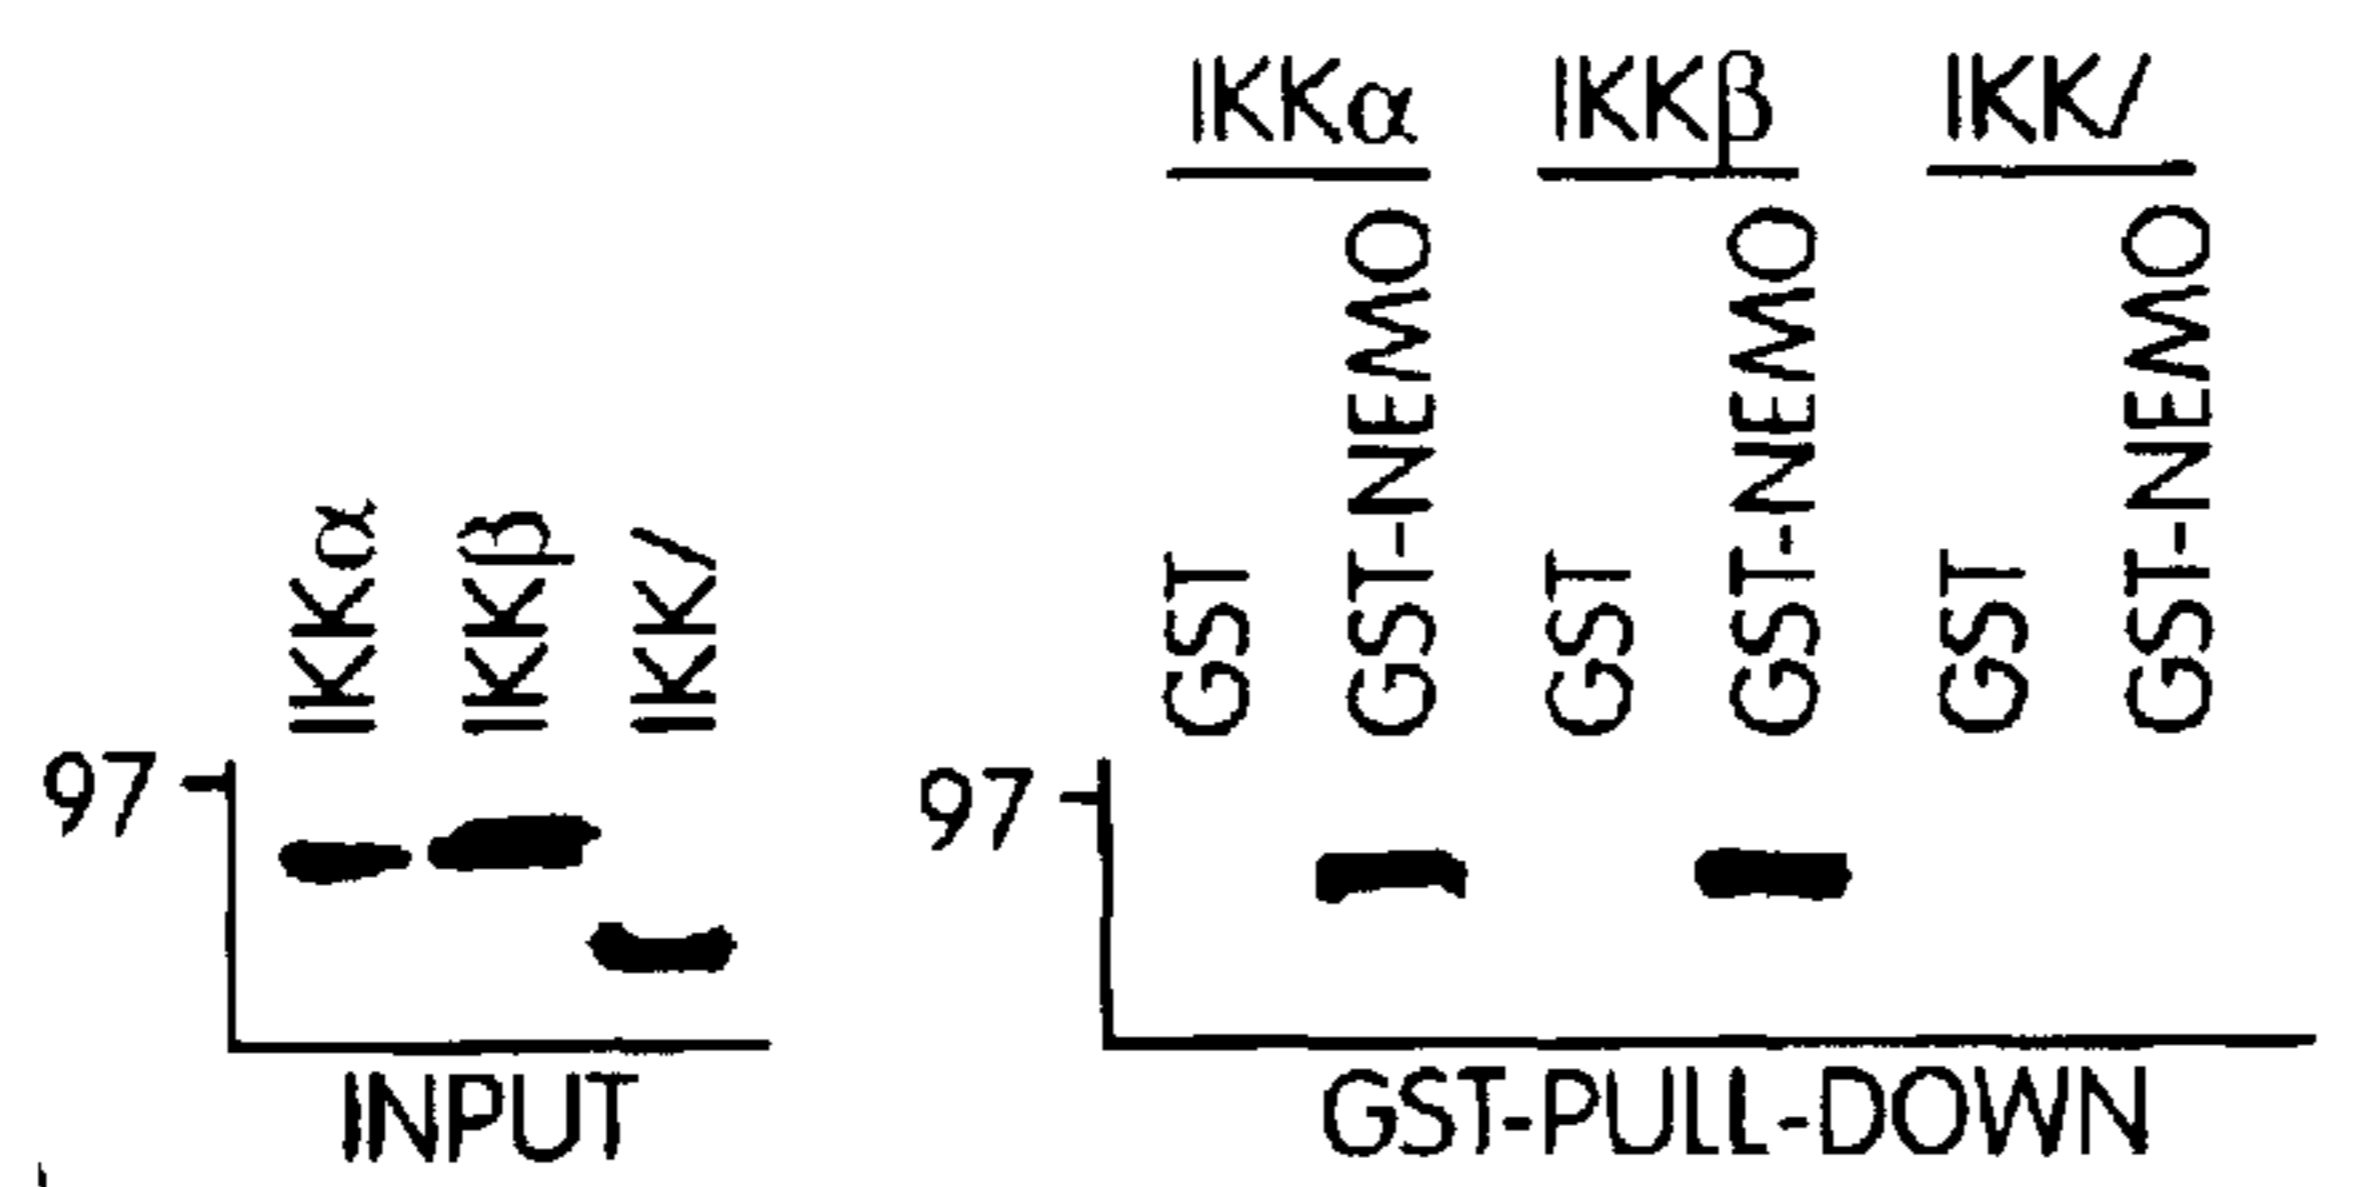 IKKα IKKβ IKK/
GST GST-NEMO GST GST-NEMO GST GST-NEMO
IKKα IKKβ IKK/
97
97
INPUT
GST-PULL-DOWN